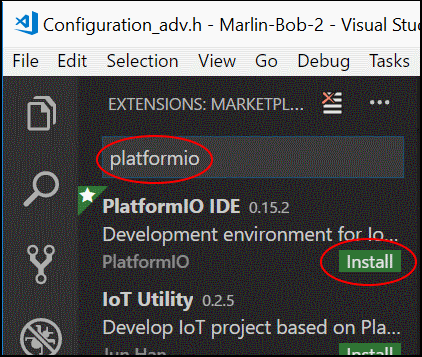 Configuration_adv.h - Marlin-Bob-2 - Visual Stud
File Edit Selection View Go Debug Tasks
EXTENSIONS: MARKETPL...
platformio
PlatformIO IDE 0.15.2
Development environment for Io...
PlatformIO Install
IoT Utility 0.2.5
Develop IoT project based on Pla...
Jun Han